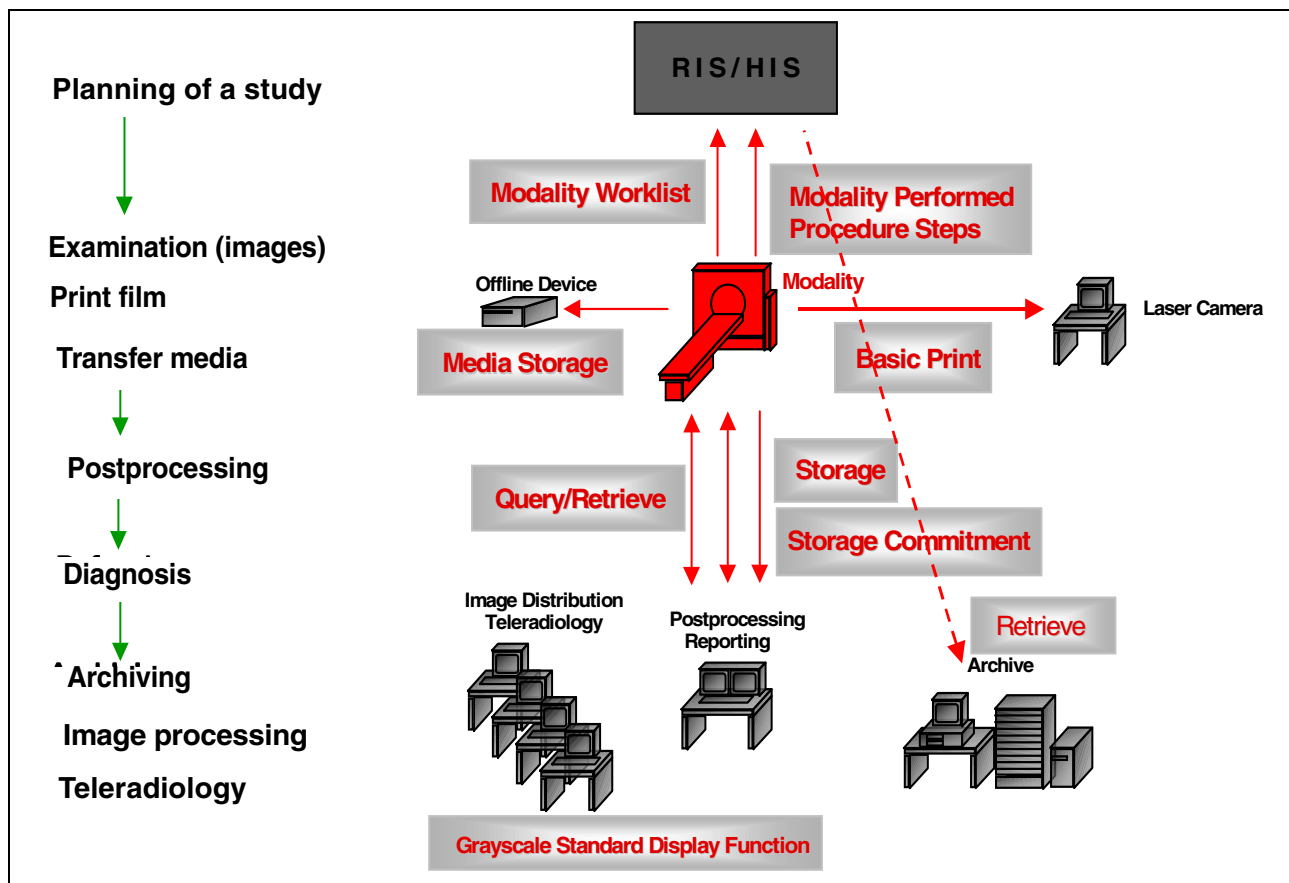 Planning of a study
Examination (images)
Print film
Transfer media
Postprocessing
Diagnosis
Archiving
Image processing
Teleradiology
RIS/HIS
Modality Worklist
Modality Performed
Procedure Steps
Offline Device
Modality
Laser Camera
Media Storage
Basic Print
Query/Retrieve
Storage
Storage Commitment
Image Distribution
Teleradiology
Postprocessing
Reporting
Retrieve
Archive
Grayscale Standard Display Function